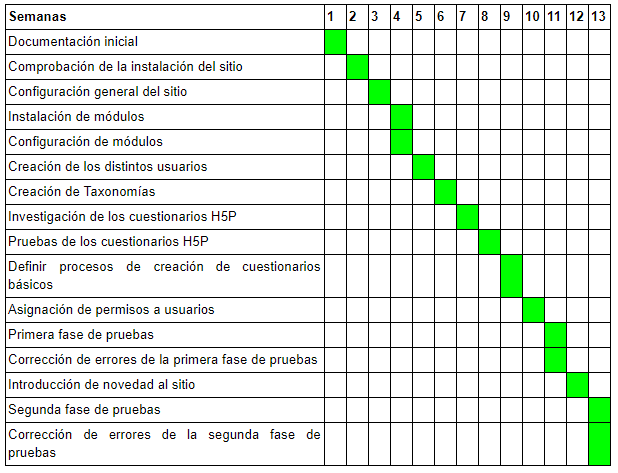 Semanas 1 2 3 4 5 6 7 8 9 10 11 12 13
Documentación inicial
Comprobación de la instalación del sitio
Configuración general del sitio
Instalación de módulos
Configuración de módulos
Creación de los distintos usuarios
Creación de Taxonomías
Investigación de los cuestionarios H5P
Pruebas de los cuestionarios H5P
Definir procesos de creación de cuestionarios
básicos
Asignación de permisos a usuarios
Primera fase de pruebas
Corrección de errores de la primera fase de pruebas
Introducción de novedad al sitio
Segunda fase de pruebas
Corrección de errores de la segunda fase de
pruebas